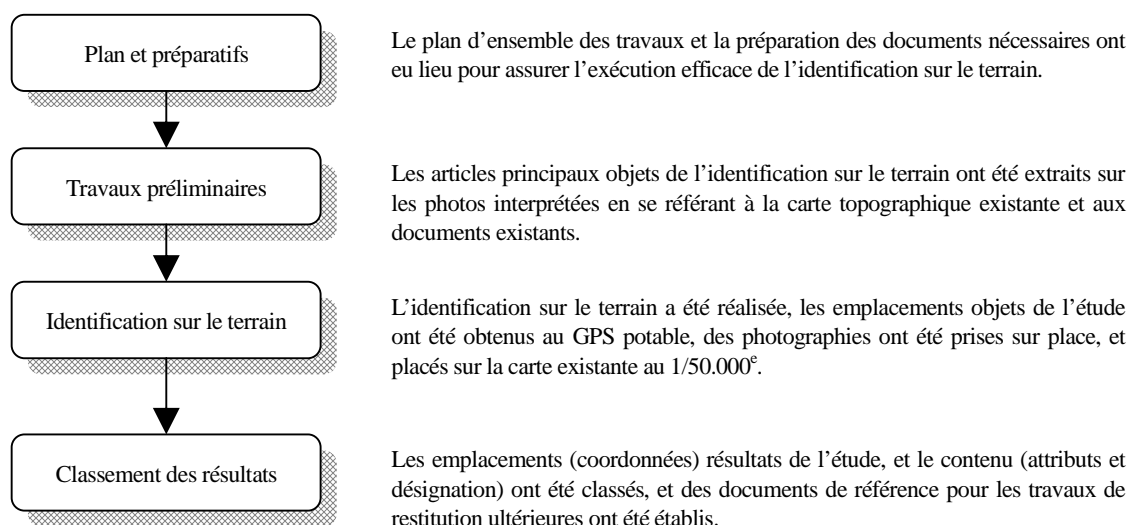 Plan et préparatifs
Le plan d’ensemble des travaux et la préparation des documents nécessaires ont
eu lieu pour assurer l’exécution efficace de l’identification sur le terrain.
Travaux préliminaires
Les articles principaux objets de l’identification sur le terrain ont été extraits sur
les photos interprétées en se référant à la carte topographique existante et aux
documents existants.
Identification sur le terrain
L’identification sur le terrain a été réalisée, les emplacements objets de l’étude
ont été obtenus au GPS potable, des photographies ont été prises sur place, et
placés sur la carte existante au 1/50.000e.
Classement des résultats
Les emplacements (coordonnées) résultats de l’étude, et le contenu (attributs et
désignation) ont été classés, et des documents de référence pour les travaux de
restitution ultérieures ont été établis.